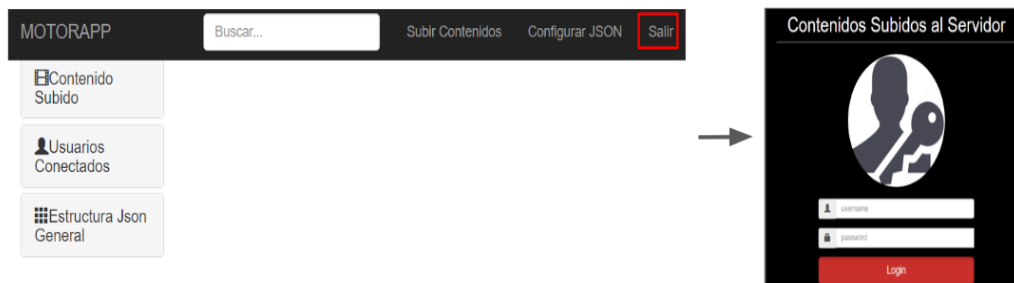 MOTORAPP
Buscar...
Subir Contenidos
Configurar JSON
Salir
Contenido
Subido
Usuarios
Conectados
Estructura Json
General
Contenidos Subidos al Servidor
username
password
Login